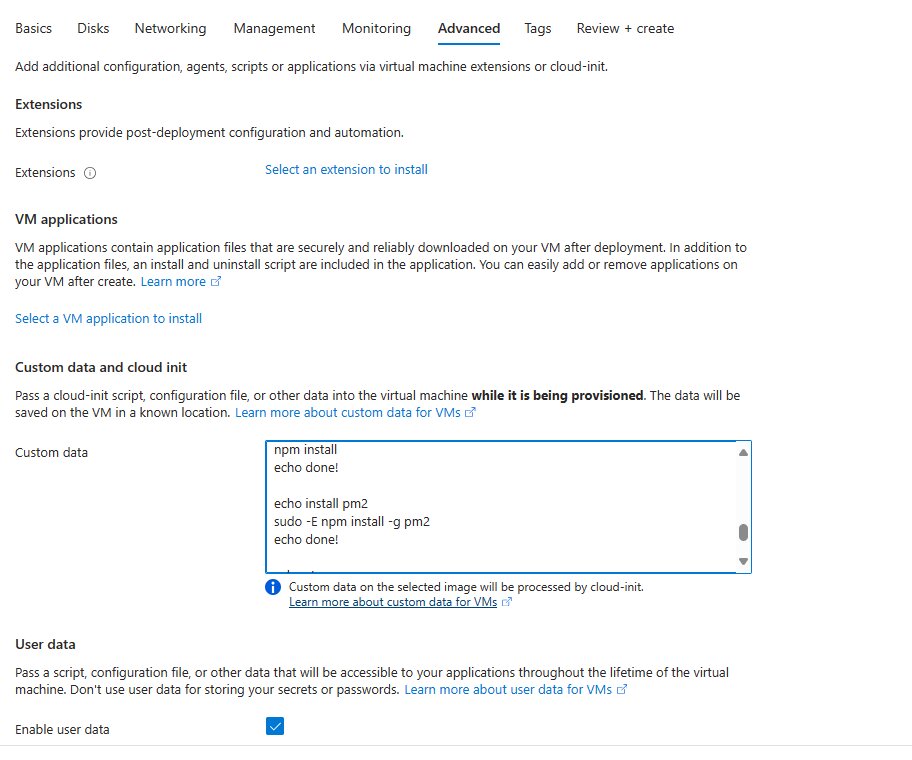 Basics Disks Networking Management Monitoring Advanced Tags Review + create
Add additional configuration, agents, scripts or applications via virtual machine extensions or cloud-init.
Extensions
Extensions provide post-deployment configuration and automation.
Extensions Select an extension to install
VM applications
VM applications contain application files that are securely and reliably downloaded on your VM after deployment. In addition to
the application files, an install and uninstall script are included in the application. You can easily add or remove applications on
your VM after create. Learn more
Select a VM application to install
Custom data and cloud init
Pass a cloud-init script, configuration file, or other data into the virtual machine while it is being provisioned. The data will be
saved on the VM in a known location. Learn more about custom data for VMs
Custom data
npm install
echo done!
echo install pm2
sudo -E npm install -g pm2
echo done!
Custom data on the selected image will be processed by cloud-init.
Learn more about custom data for VMs
User data
Pass a script, configuration file, or other data that will be accessible to your applications throughout the lifetime of the virtual
machine. Don't use user data for storing your secrets or passwords. Learn more about user data for VMs
Enable user data